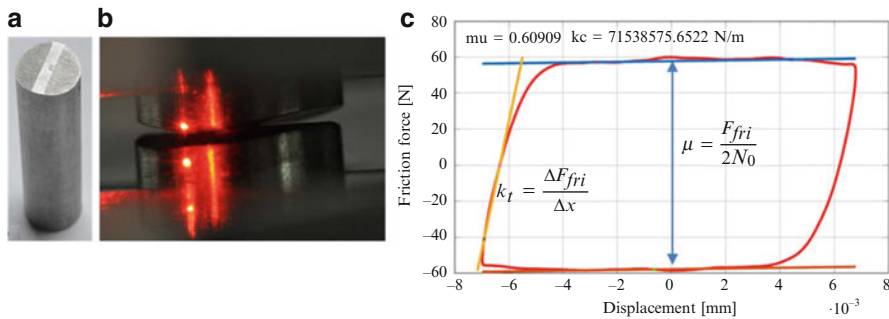 a b c
mu = 0.60909 kc = 71538575.6522 N/m
μ = F_fri / 2N_0
k_t = ΔF_fri / Δx
Friction force [N]
80
60
40
20
0
−20
−40
−60
−8 −6 −4 −2 0 2 4 6 8
Displacement [mm] ·10⁻³